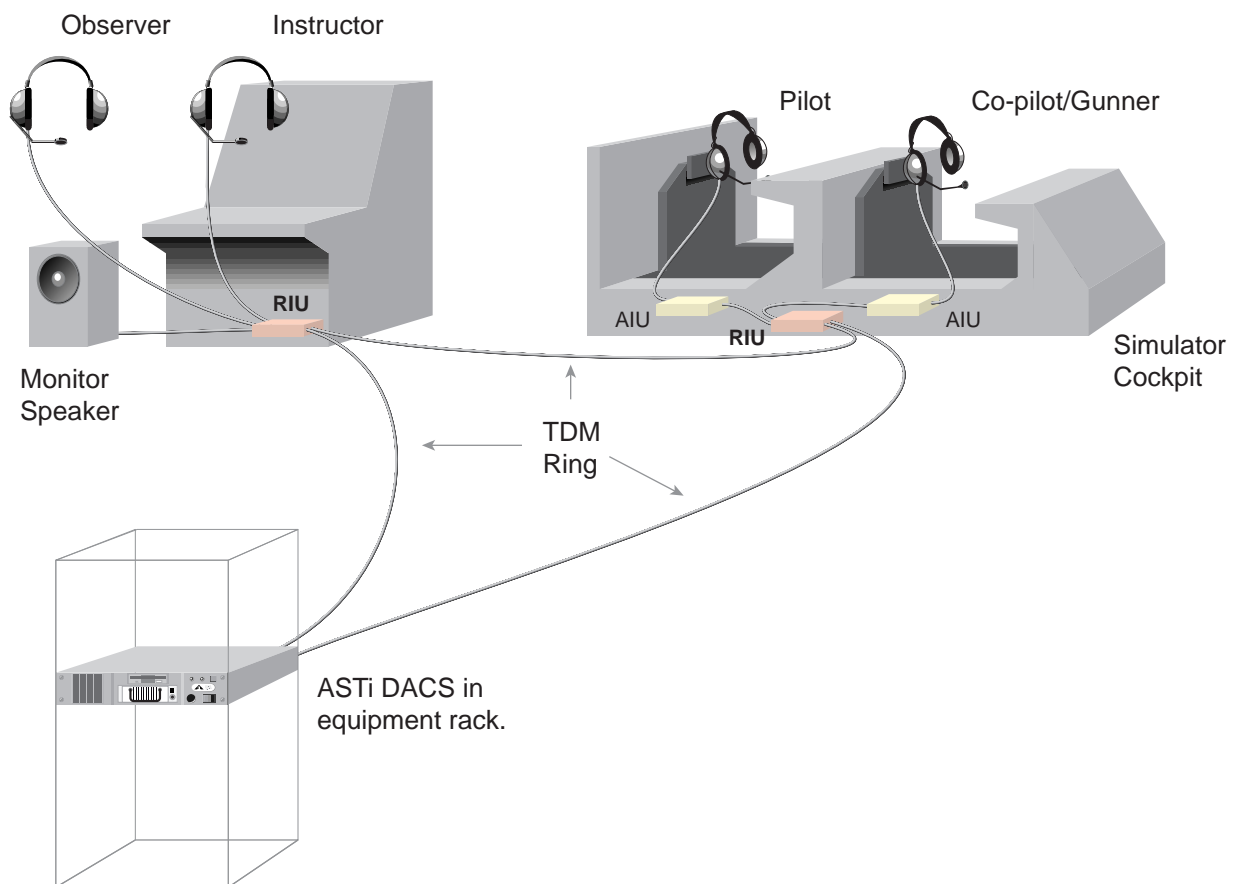 Observer
Instructor
Pilot
Co-pilot/Gunner
RIU
AIU
RIU
AIU
Monitor
Speaker
Simulator
Cockpit
TDM
Ring
ASTi DACS in
equipment rack.